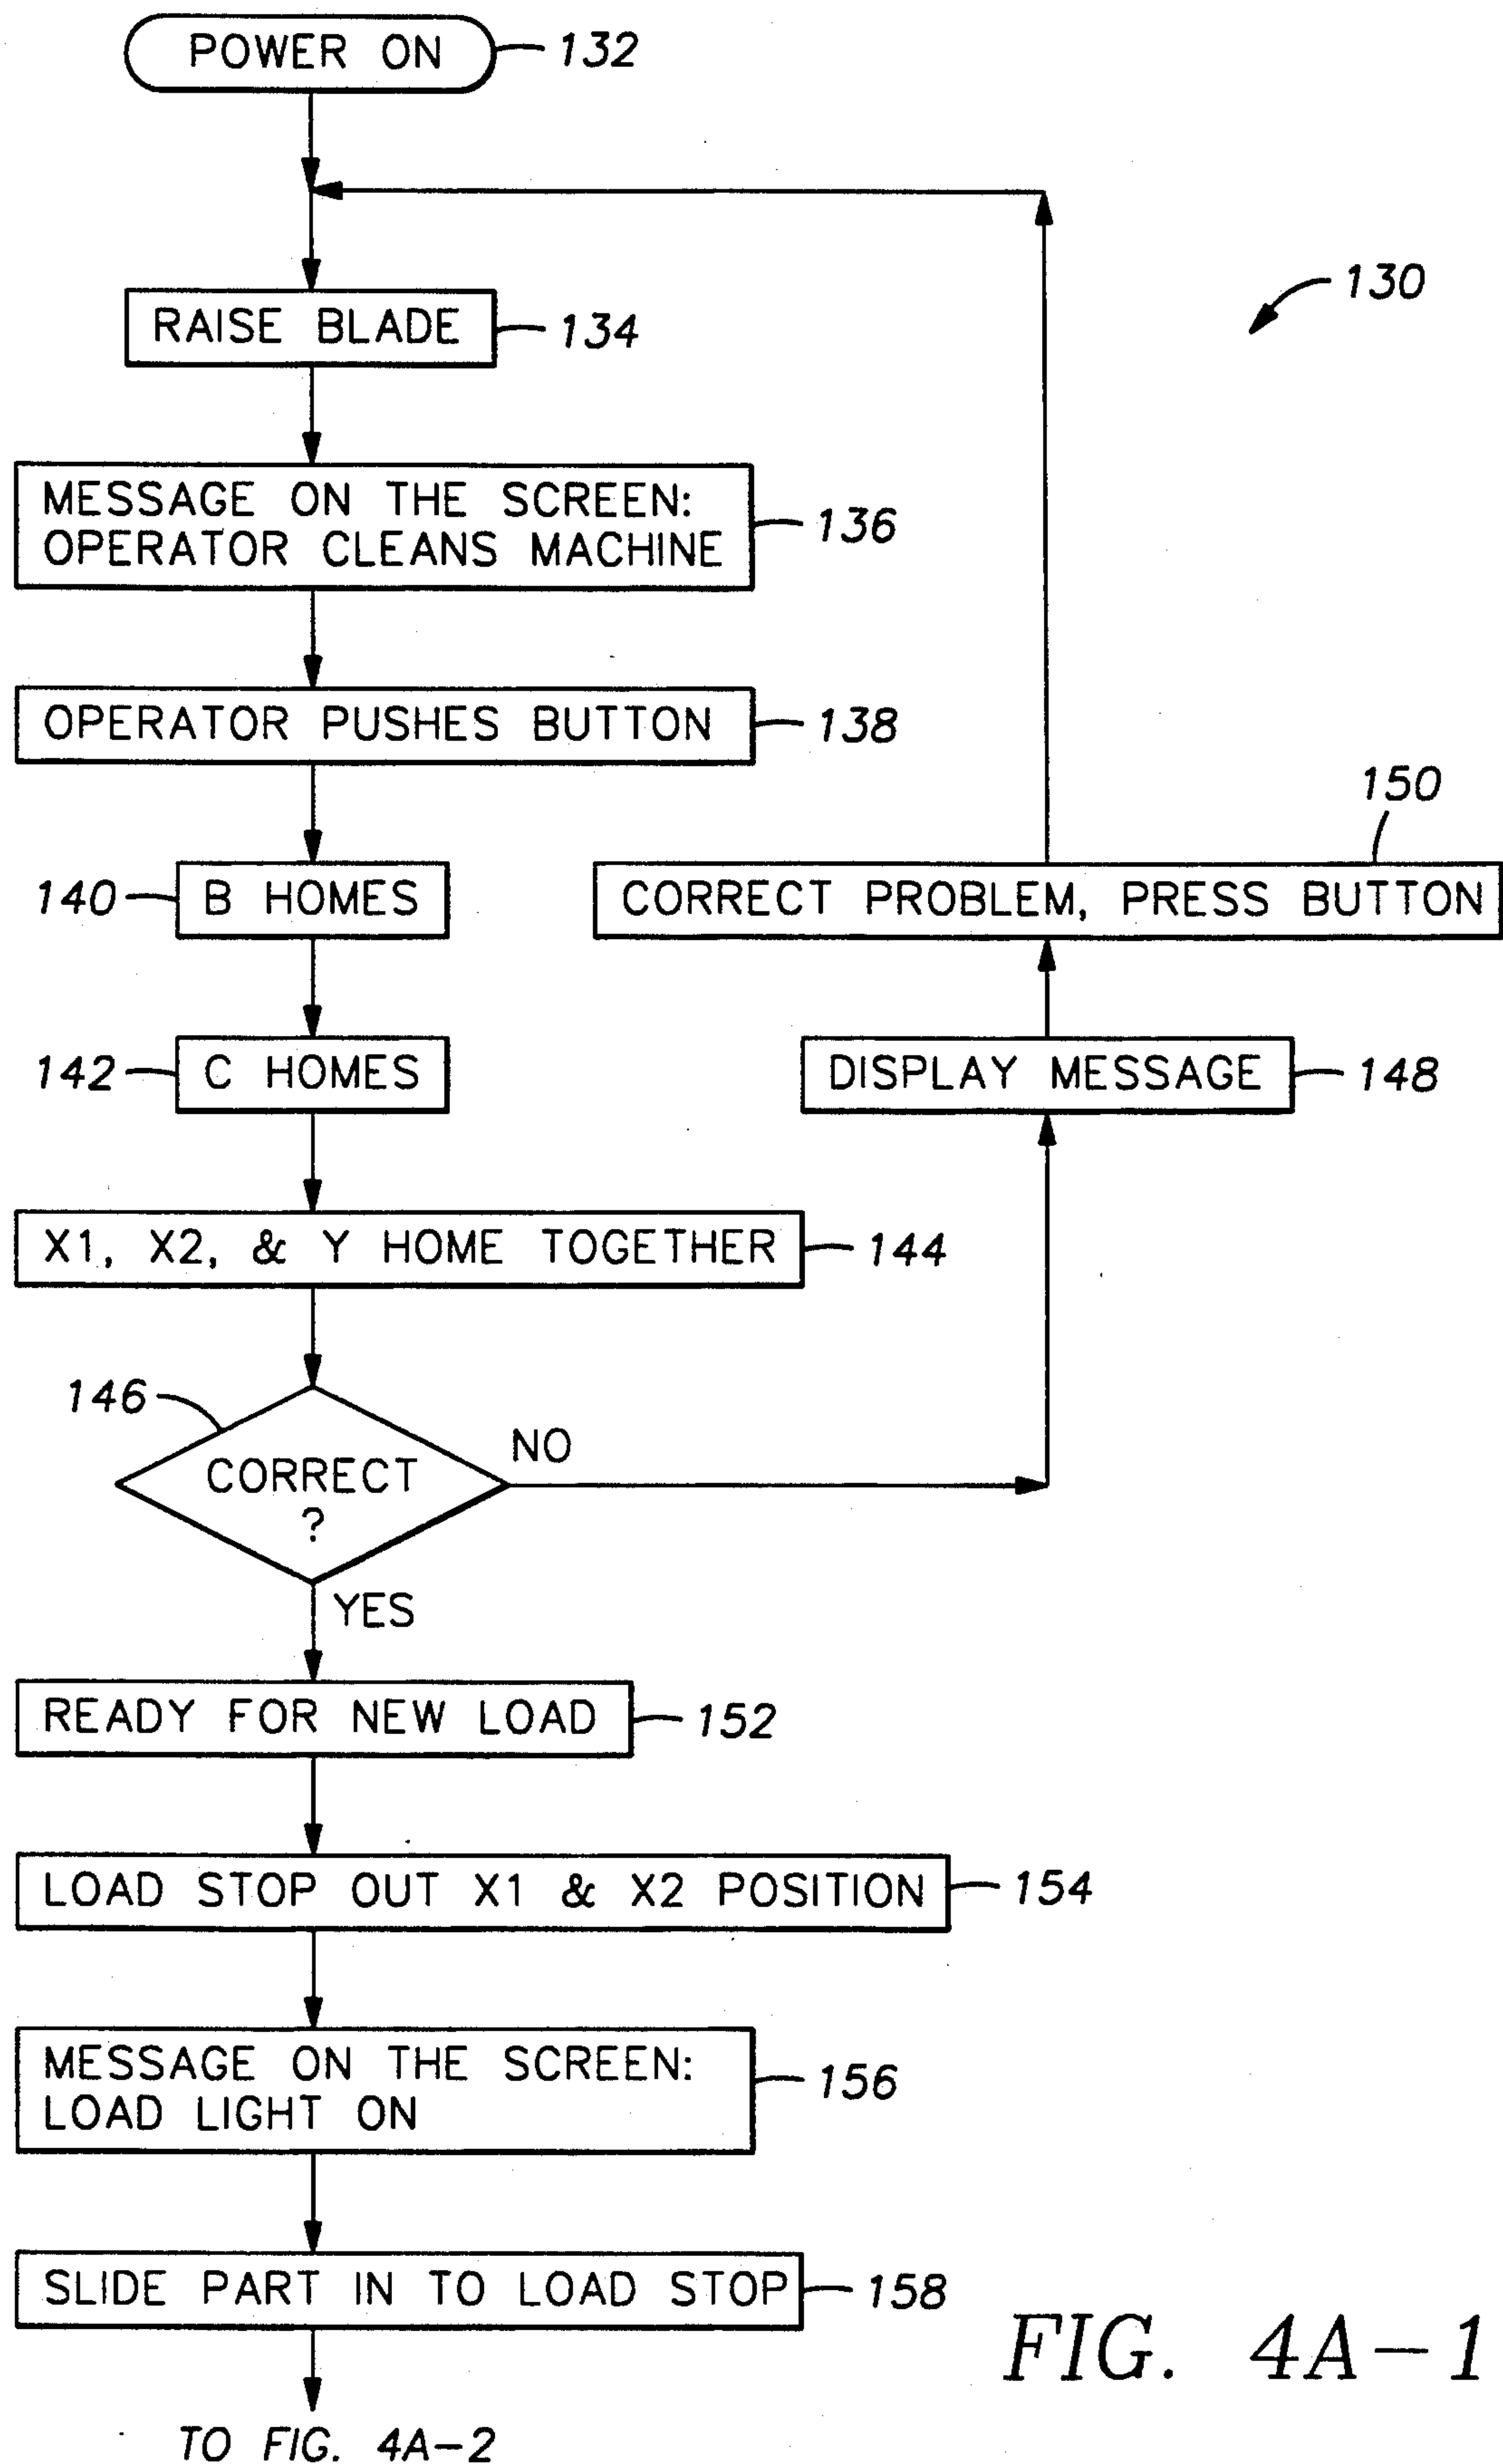 POWER ON
132
130
RAISE BLADE
134
MESSAGE ON THE SCREEN:
OPERATOR CLEANS MACHINE
136
OPERATOR PUSHES BUTTON
138
150
140
B HOMES
CORRECT PROBLEM, PRESS BUTTON
142
C HOMES
DISPLAY MESSAGE
148
X1, X2, & Y HOME TOGETHER
144
146
CORRECT
?
NO
YES
READY FOR NEW LOAD
152
LOAD STOP OUT X1 & X2 POSITION
154
MESSAGE ON THE SCREEN:
LOAD LIGHT ON
156
SLIDE PART IN TO LOAD STOP
158
FIG. 4A-1
TO FIG. 4A-2